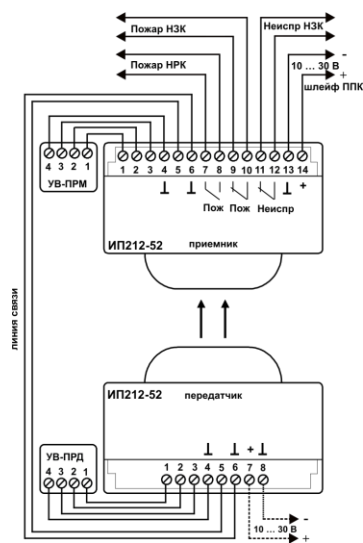 Пожар НЗК
Неиспр НЗК
Пожар НРК
-
10 ... 30 В
+
шлейф ППК
4 3 2 1
УВ-ПРМ
1 2 3 4 5 6 7 8 9 10 11 12 13 14
+
Пож Пож Неиспр
ИП212-52 приемник
линия связи
ИП212-52 передатчик
УВ-ПРД
4 3 2 1
+
1 2 3 4 5 6 7 8
-
10 ... 30 В
+